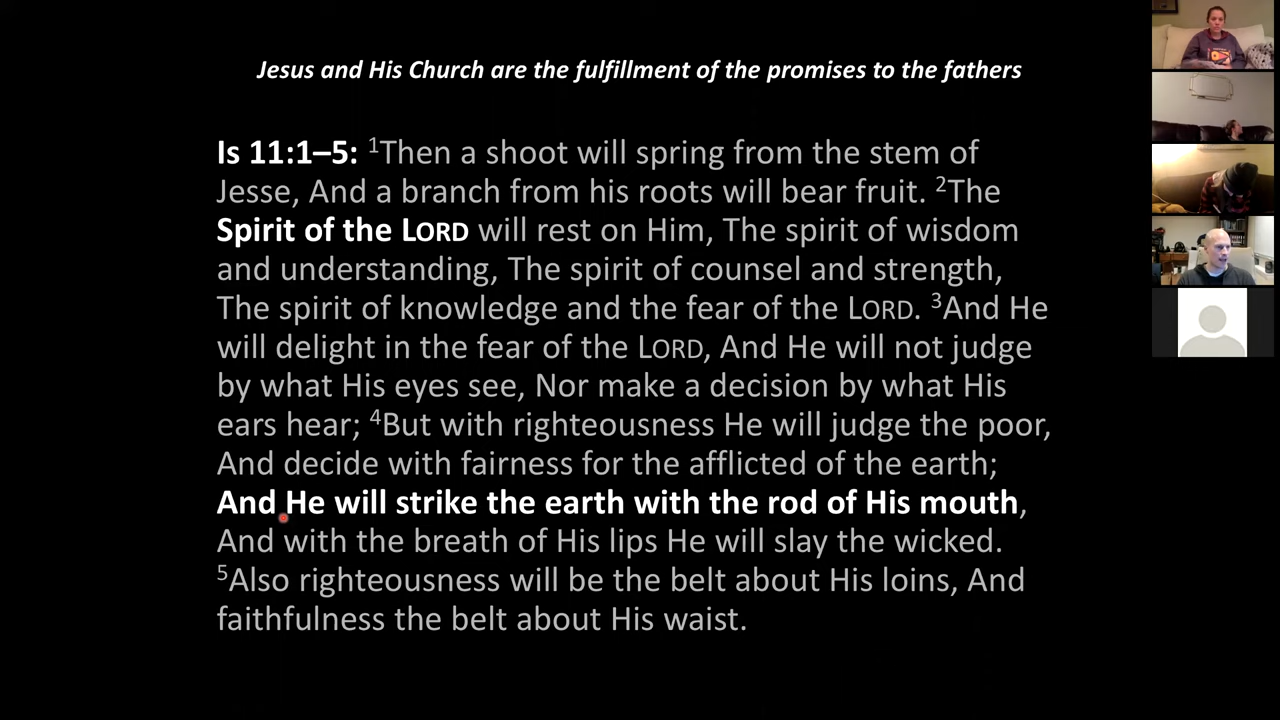 Jesus and His Church are the fulfillment of the promises to the fathers
Is 11:1–5: ¹Then a shoot will spring from the stem of
Jesse, And a branch from his roots will bear fruit. ²The
Spirit of the LORD will rest on Him, The spirit of wisdom
and understanding, The spirit of counsel and strength,
The spirit of knowledge and the fear of the LORD. ³And He
will delight in the fear of the LORD, And He will not judge
by what His eyes see, Nor make a decision by what His
ears hear; ⁴But with righteousness He will judge the poor,
And decide with fairness for the afflicted of the earth;
And He will strike the earth with the rod of His mouth,
And with the breath of His lips He will slay the wicked.
⁵Also righteousness will be the belt about His loins, And
faithfulness the belt about His waist.